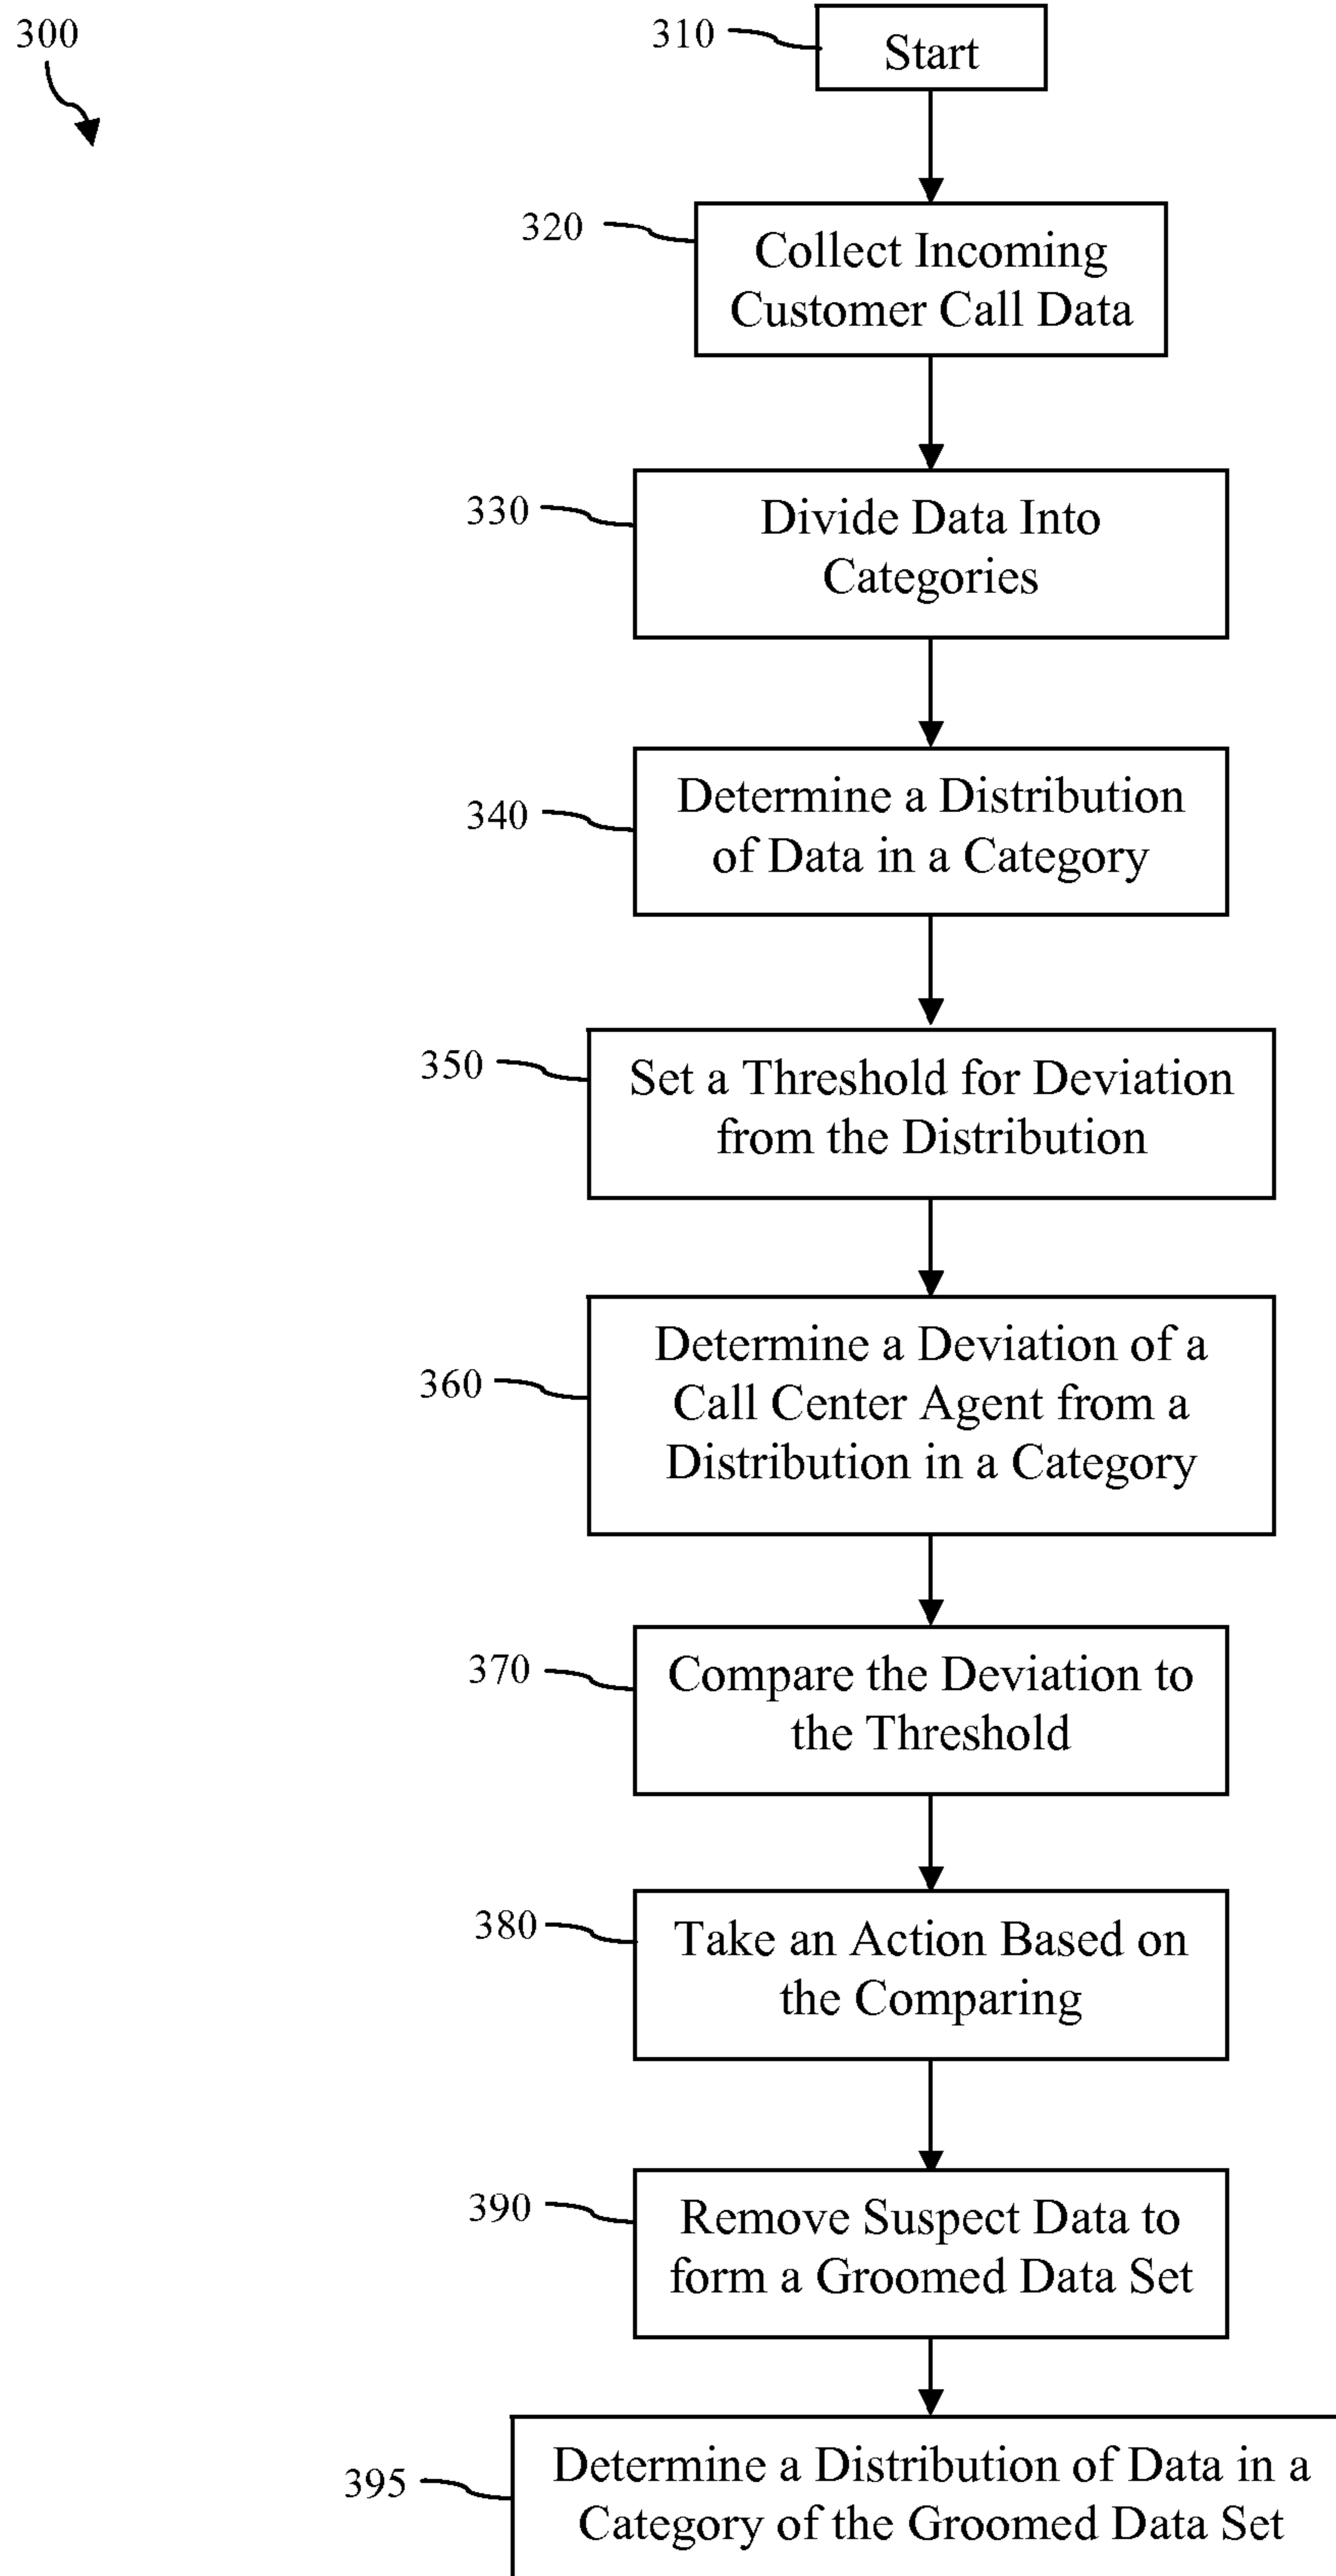 300
310
Start
320
Collect Incoming
Customer Call Data
330
Divide Data Into
Categories
340
Determine a Distribution
of Data in a Category
350
Set a Threshold for Deviation
from the Distribution
360
Determine a Deviation of a
Call Center Agent from a
Distribution in a Category
370
Compare the Deviation to
the Threshold
380
Take an Action Based on
the Comparing
390
Remove Suspect Data to
form a Groomed Data Set
395
Determine a Distribution of Data in a
Category of the Groomed Data Set